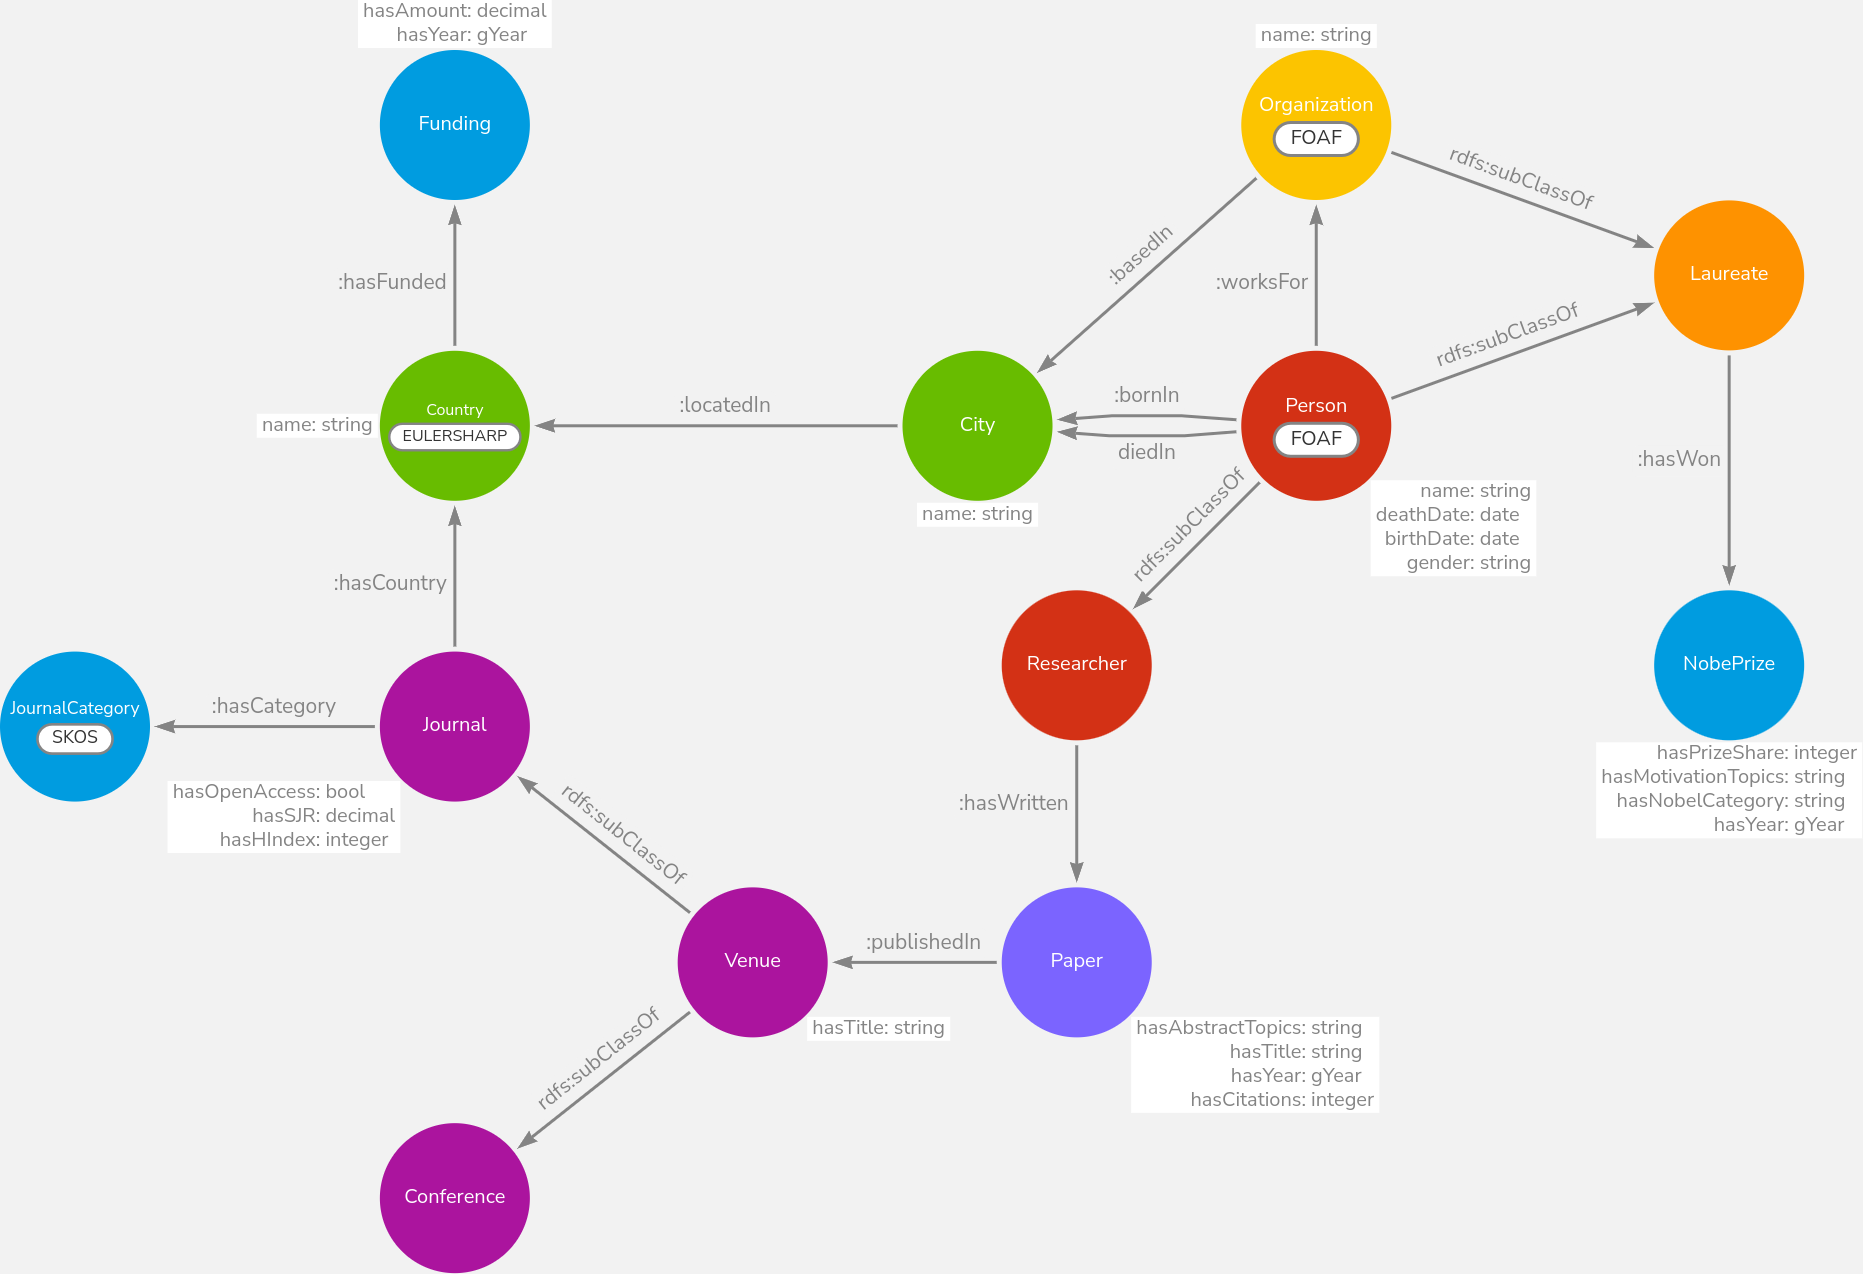 hasAmount: decimal
hasYear: gYear
Funding
name: string
Organization
FOAF
rdfs:subClassOf
Laureate
:hasFunded
:basedIn
:worksFor
rdfs:subClassOf
Country
EULERSHARP
name: string
:locatedIn
City
name: string
:bornIn
diedIn
Person
FOAF
name: string
deathDate: date
birthDate: date
gender: string
:hasWon
rdfs:subClassOf
:hasCountry
Researcher
NobePrize
hasPrizeShare: integer
hasMotivationTopics: string
hasNobelCategory: string
hasYear: gYear
JournalCategory
SKOS
:hasCategory
Journal
hasOpenAccess: bool
hasSJR: decimal
hasHIndex: integer
rdfs:subClassOf
:hasWritten
Venue
hasTitle: string
:publishedIn
Paper
hasAbstractTopics: string
hasTitle: string
hasYear: gYear
hasCitations: integer
rdfs:subClassOf
Conference